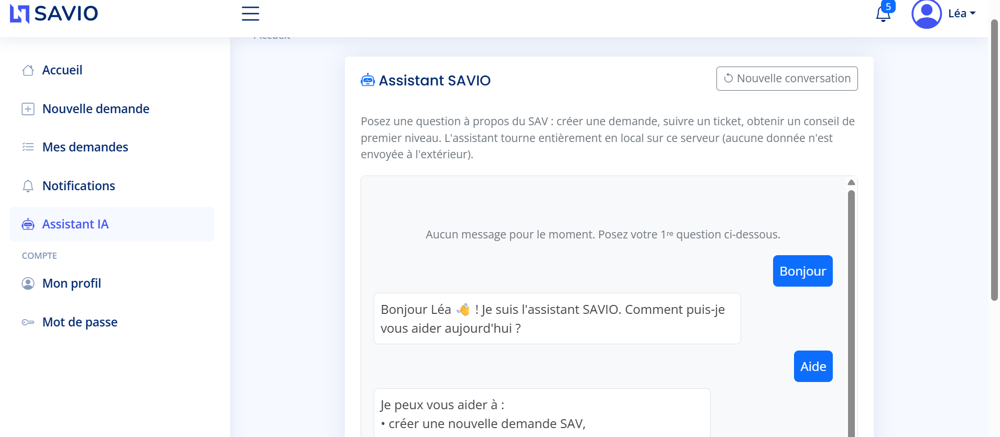 SAVIO
5
Léa
Accueil
Accueil
Nouvelle demande
Mes demandes
Notifications
Assistant IA
COMPTE
Mon profil
Mot de passe
Assistant SAVIO
Nouvelle conversation
Posez une question à propos du SAV : créer une demande, suivre un ticket, obtenir un conseil de
premier niveau. L'assistant tourne entièrement en local sur ce serveur (aucune donnée n'est
envoyée à l'extérieur).
Aucun message pour le moment. Posez votre 1ʳᵉ question ci-dessous.
Bonjour
Bonjour Léa 👋 ! Je suis l'assistant SAVIO. Comment puis-je
vous aider aujourd'hui ?
Aide
Je peux vous aider à :
• créer une nouvelle demande SAV,